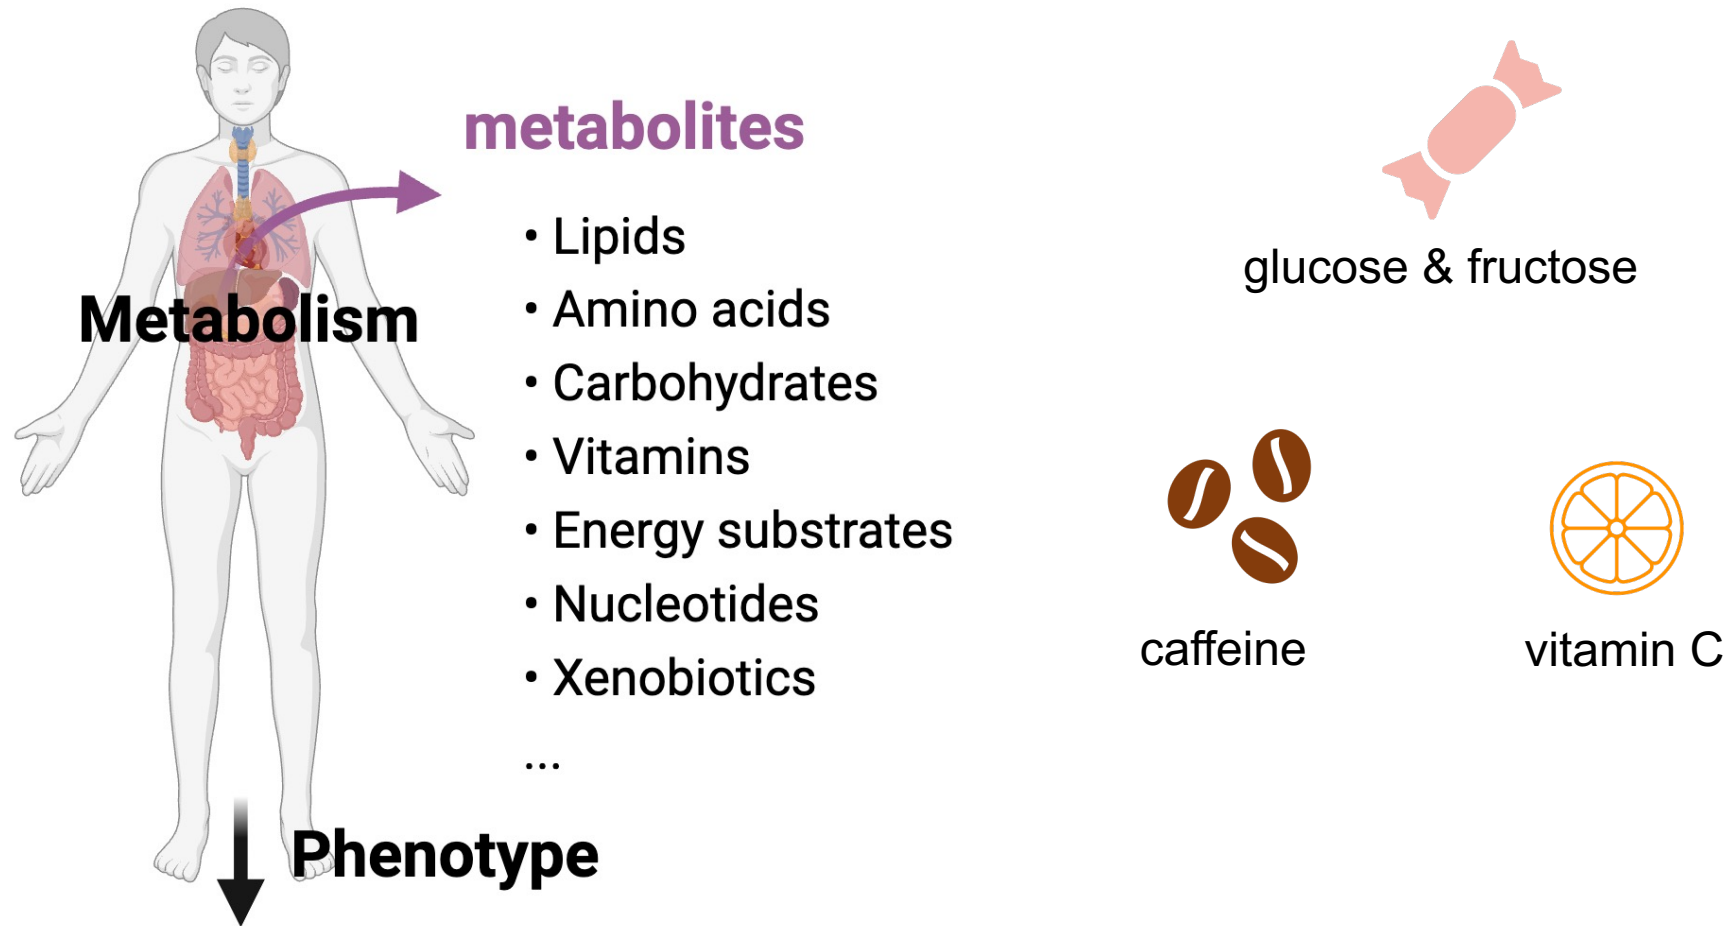 metabolites
• Lipids
• Amino acids
• Carbohydrates
• Vitamins
• Energy substrates
• Nucleotides
• Xenobiotics
...
Metabolism
Phenotype
glucose & fructose
caffeine
vitamin C